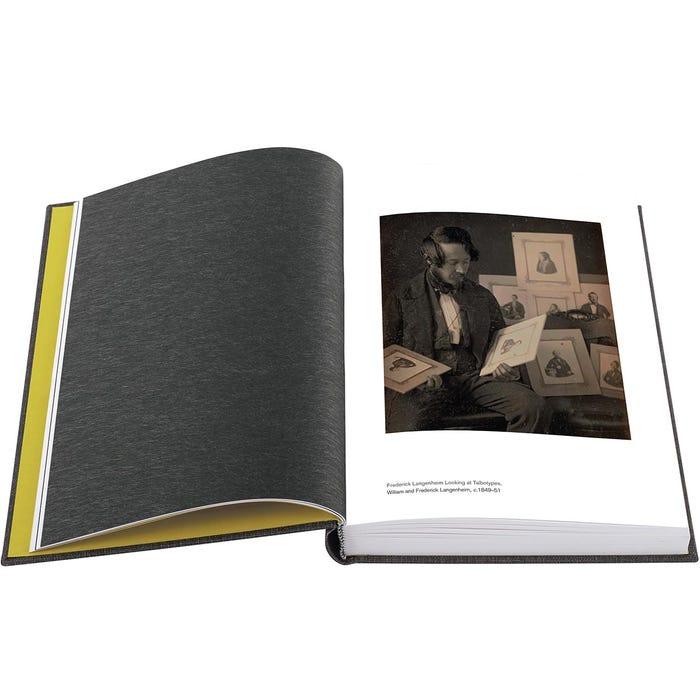 Frederick Langenheim Looking at Talbotypes,
William and Frederick Langenheim, c.1849–51